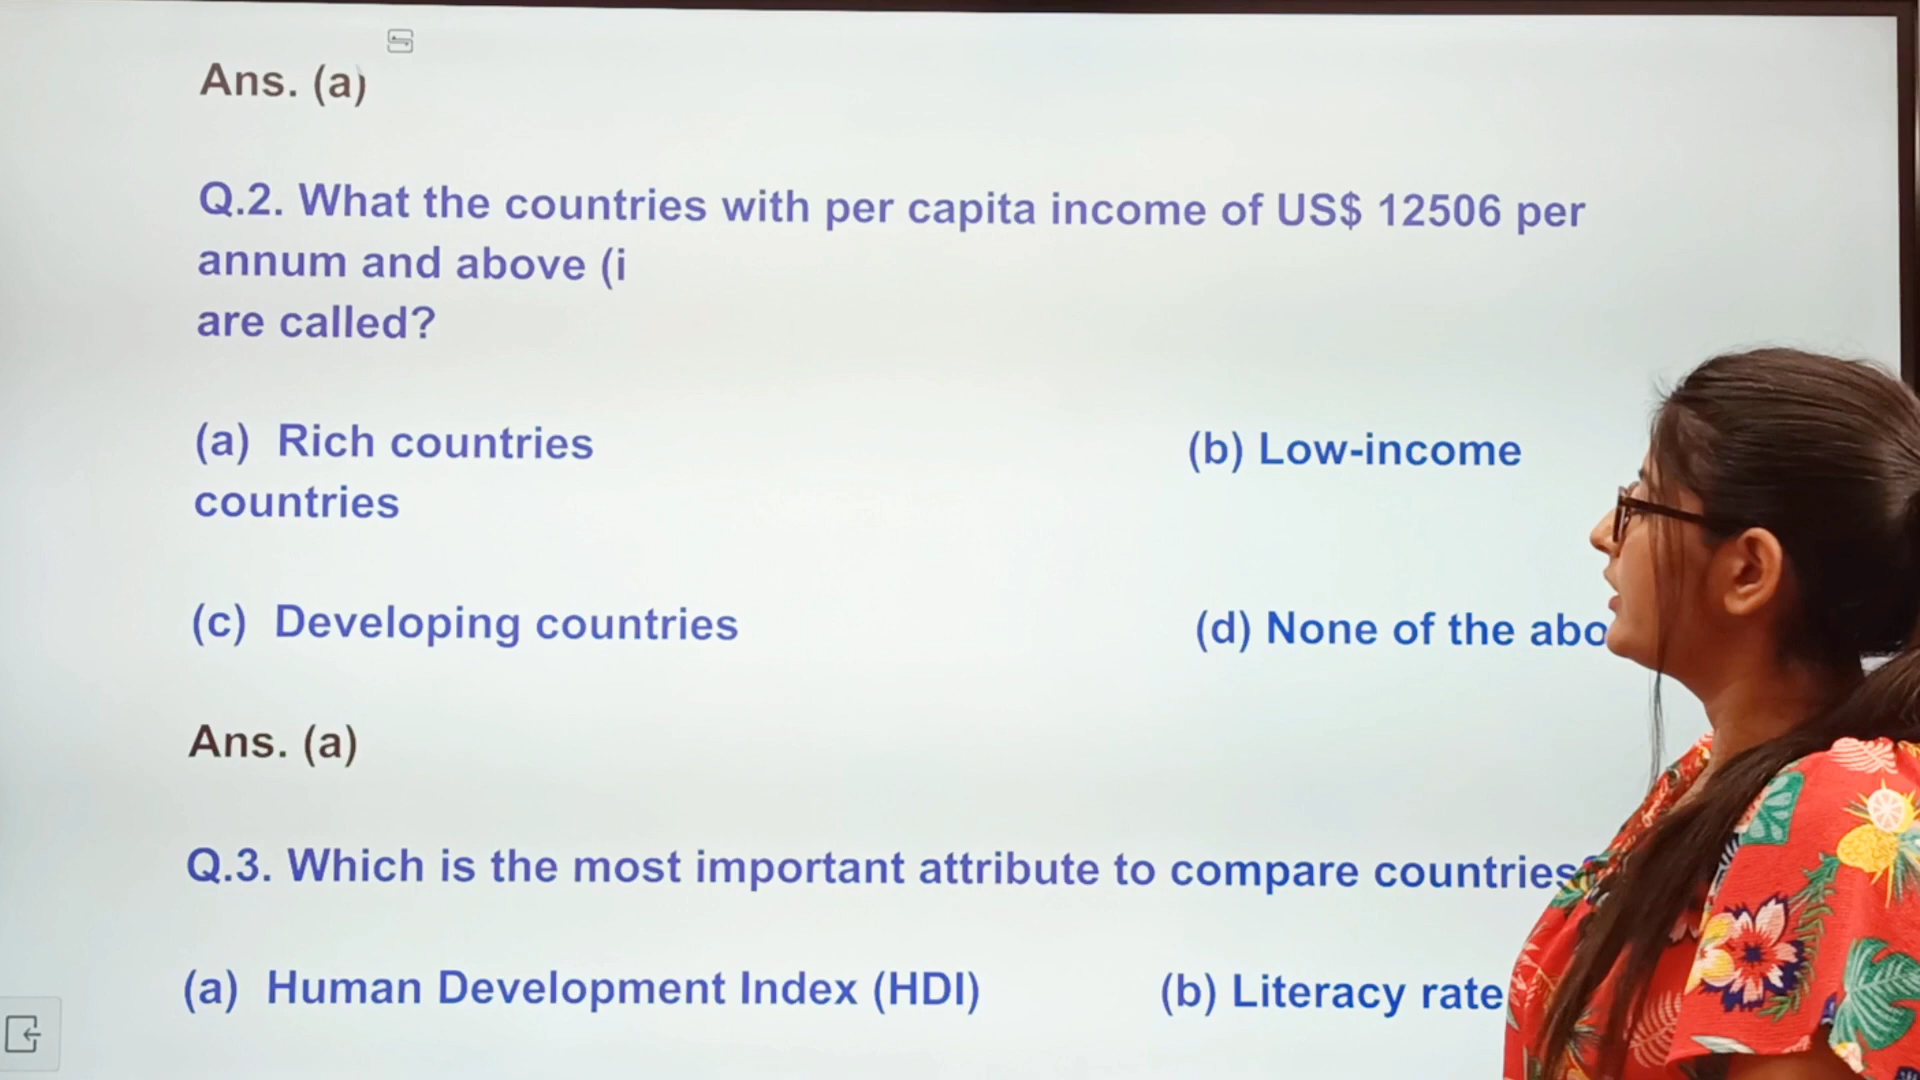 Ans. (a)
Q.2. What the countries with per capita income of US$ 12506 per
annum and above (i
are called?
(a) Rich countries (b) Low-income
countries
(c) Developing countries (d) None of the abo
Ans. (a)
Q.3. Which is the most important attribute to compare countries?
(a) Human Development Index (HDI) (b) Literacy rate